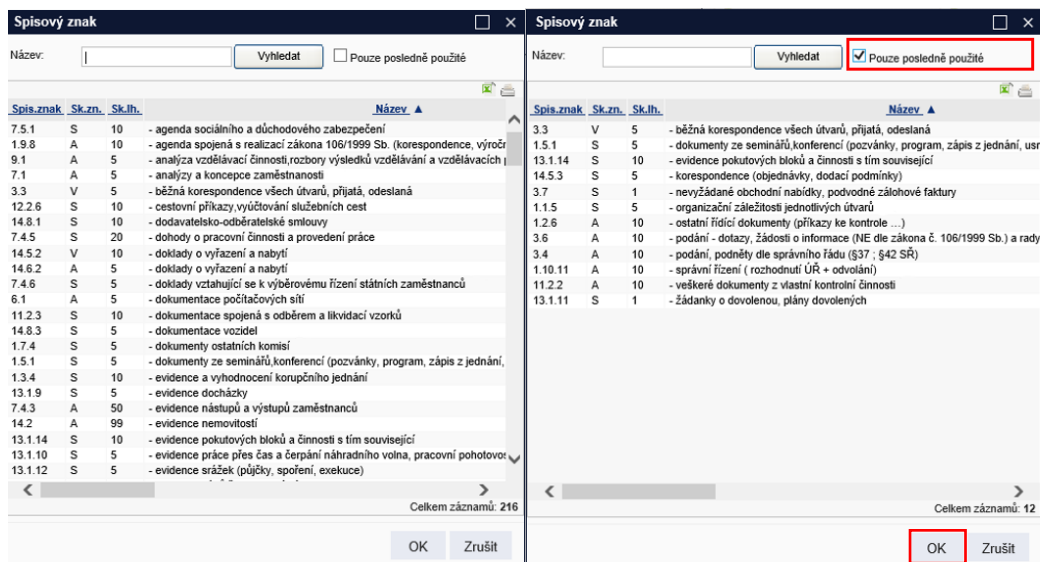 Spisový znak
Název: Vyhledat Pouze posledně použité
Spis.znak Sk.zn. Sk.lh. Název ▲
7.5.1 S 10 - agenda sociálního a důchodového zabezpečení
1.9.8 A 10 - agenda spojená s realizací zákona 106/1999 Sb. (korespondence, výročn
9.1 A 5 - analýza vzdělávací činnosti,rozbory výsledků vzdělávání a vzdělávacích
7.1 A 5 - analýzy a koncepce zaměstnanosti
3.3 V 5 - běžná korespondence všech útvarů, přijatá, odeslaná
12.2.6 S 10 - cestovní příkazy,vyúčtování služebních cest
14.8.1 S 10 - dodavatelsko-odběratelské smlouvy
7.4.5 S 20 - dohody o pracovní činnosti a provedení práce
14.5.2 V 10 - doklady o vyřazení a nabytí
14.6.2 A 5 - doklady o vyřazení a nabytí
7.4.6 S 5 - doklady vztahující se k výběrovému řízení státních zaměstnanců
6.1 A 5 - dokumentace počítačových sítí
11.2.3 S 10 - dokumentace spojená s odběrem a likvidací vzorků
14.8.3 S 5 - dokumentace vozidel
1.7.4 S 5 - dokumenty ostatních komisí
1.5.1 S 5 - dokumenty ze seminářů,konferencí (pozvánky, program, zápis z jednání,
1.3.4 S 10 - evidence a vyhodnocení korupčního jednání
13.1.9 S 5 - evidence docházky
7.4.3 A 50 - evidence nástupů a výstupů zaměstnanců
14.2 A 99 - evidence nemovitostí
13.1.14 S 10 - evidence pokutových bloků a činnosti s tím související
13.1.10 S 5 - evidence práce přes čas a čerpání náhradního volna, pracovní pohotovos
13.1.12 S 5 - evidence srážek (půjčky, spoření, exekuce)
Celkem záznamů: 216
OK Zrušit
Spisový znak
Název: Vyhledat Pouze posledně použité
Spis.znak Sk.zn. Sk.lh. Název ▲
3.3 V 5 - běžná korespondence všech útvarů, přijatá, odeslaná
1.5.1 S 5 - dokumenty ze seminářů,konferencí (pozvánky, program, zápis z jednání, usn
13.1.14 S 10 - evidence pokutových bloků a činnosti s tím související
14.5.3 S 5 - korespondence (objednávky, dodací podmínky)
3.7 S 1 - nevyžádané obchodní nabídky, podvodné zálohové faktury
1.1.5 S 5 - organizační záležitosti jednotlivých útvarů
1.2.6 A 10 - ostatní řídící dokumenty (příkazy ke kontrole ...)
3.6 A 10 - podání - dotazy, žádosti o informace (NE dle zákona č. 106/1999 Sb.) a rady
3.4 A 10 - podání, podněty dle správního řádu (§37 ; §42 SŘ)
1.10.11 A 10 - správní řízení ( rozhodnutí ÚŘ + odvolání)
11.2.2 A 10 - veškeré dokumenty z vlastní kontrolní činnosti
13.1.11 S 1 - žádanky o dovolenou, plány dovolených
Celkem záznamů: 12
OK Zrušit